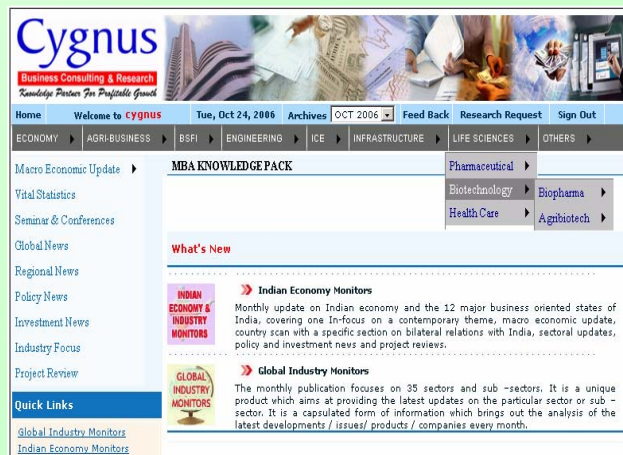 Cygnus
Business Consulting & Research
Knowledge Partner For Profitable Growth
Home Welcome to cygnus Tue, Oct 24, 2006 Archives OCT 2006 Feed Back Research Request Sign Out
ECONOMY AGRI-BUSINESS BSFI ENGINEERING ICE INFRASTRUCTURE LIFE SCIENCES OTHERS
Macro Economic Update
Vital Statistics
Seminar & Conferences
Global News
Regional News
Policy News
Investment News
Industry Focus
Project Review
Quick Links
Global Industry Monitors
Indian Economy Monitors
MBA KNOWLEDGE PACK
Pharmaceutical
Biotechnology
Health Care
Biopharma
Agribiotech
What's New
INDIAN
ECONOMY &
INDUSTRY
MONITORS
Indian Economy Monitors
Monthly update on Indian economy and the 12 major business oriented states of
India, covering one In-focus on a contemporary theme, macro economic update,
country scan with a specific section on bilateral relations with India, sectoral updates,
policy and investment news and project reviews.
GLOBAL
INDUSTRY
MONITORS
Global Industry Monitors
The monthly publication focuses on 35 sectors and sub -sectors. It is a unique
product which aims at providing the latest updates on the particular sector or sub -
sector. It is a capsulated form of information which brings out the analysis of the
latest developments / issues/ products / companies every month.